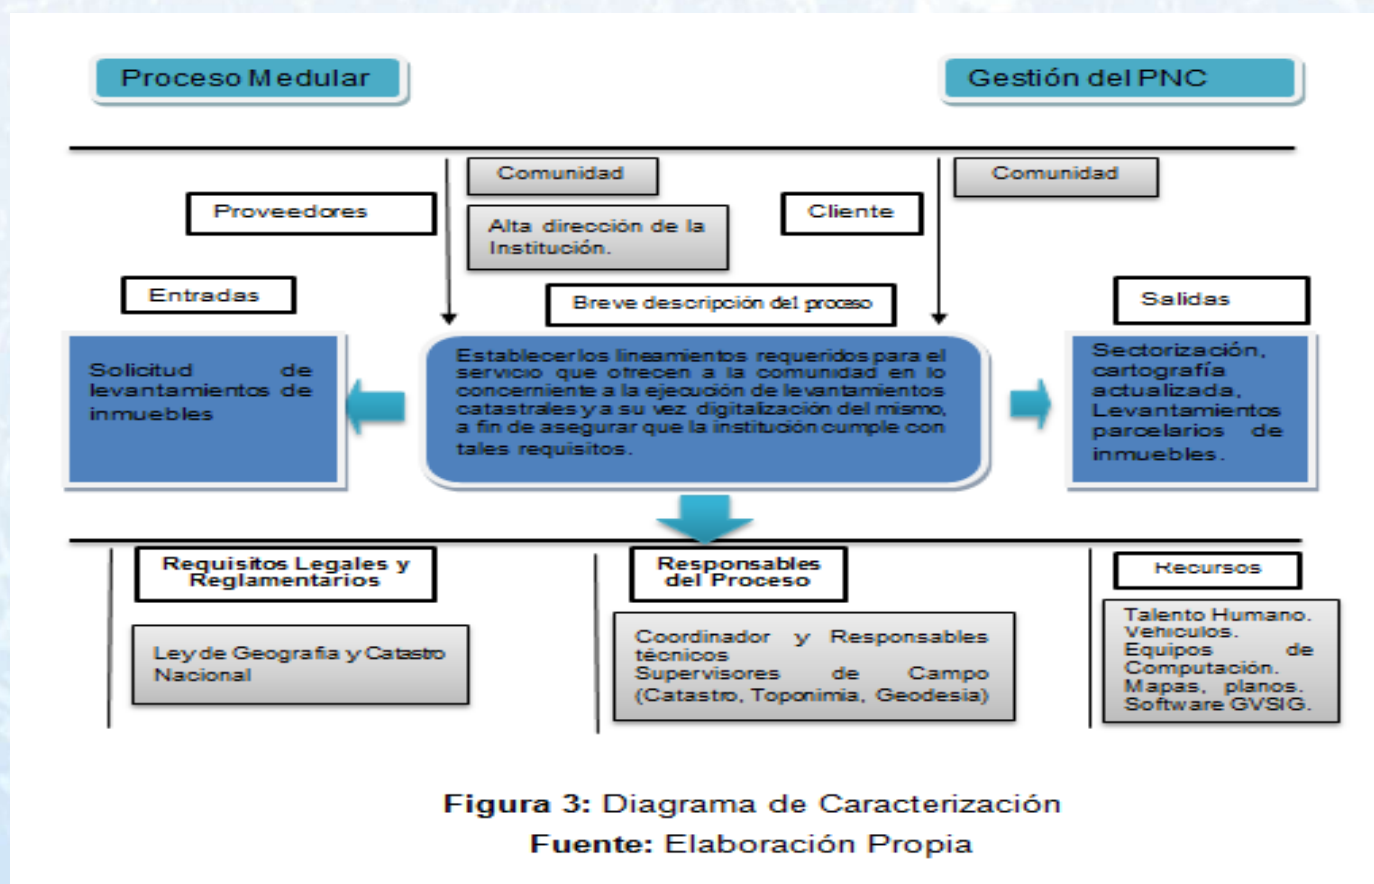 Proceso Medular
Gestión del PNC
Comunidad
Comunidad
Proveedores
Cliente
Alta dirección de la
Institución.
Entradas
Breve descripción del proceso
Salidas
Solicitud de
levantamientos de
inmuebles
Establecer los lineamientos requeridos para el
servicio que ofrecen a la comunidad en lo
concerniente a la ejecución de levantamientos
catastrales y a su vez digitalización del mismo,
a fin de asegurar que la institución cumple con
tales requisitos.
Sectorización,
cartografía
actualizada,
Levantamientos
parcelarios de
inmuebles.
Requisitos Legales y
Reglamentarios
Responsables
del Proceso
Recursos
Ley de Geografia y Catastro
Nacional
Coordinador y Responsables
técnicos
Supervisores de Campo
(Catastro, Toponimia, Geodesia)
Talento Humano.
Vehiculos.
Equipos de
Computación.
Mapas, planos.
Software GVSIG.
Figura 3: Diagrama de Caracterización
Fuente: Elaboración Propia